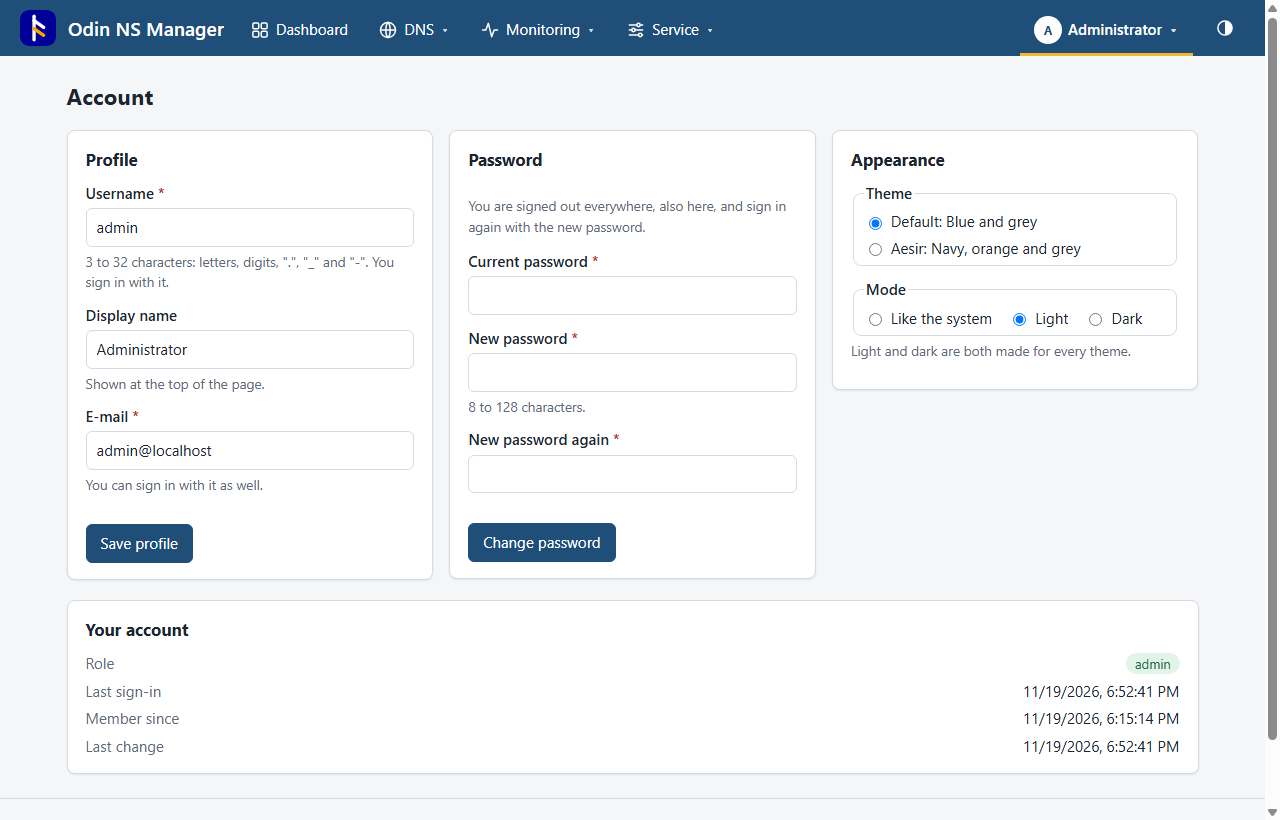 Odin NS Manager
Dashboard
DNS
Monitoring
Service
A
Administrator
Account
Profile
Username *
admin
3 to 32 characters: letters, digits, ".", "_" and "-". You
sign in with it.
Display name
Administrator
Shown at the top of the page.
E-mail *
admin@localhost
You can sign in with it as well.
Save profile
Password
You are signed out everywhere, also here, and sign in
again with the new password.
Current password *
New password *
8 to 128 characters.
New password again *
Change password
Appearance
Theme
Default: Blue and grey
Aesir: Navy, orange and grey
Mode
Like the system
Light
Dark
Light and dark are both made for every theme.
Your account
Role admin
Last sign-in 11/19/2026, 6:52:41 PM
Member since 11/19/2026, 6:15:14 PM
Last change 11/19/2026, 6:52:41 PM